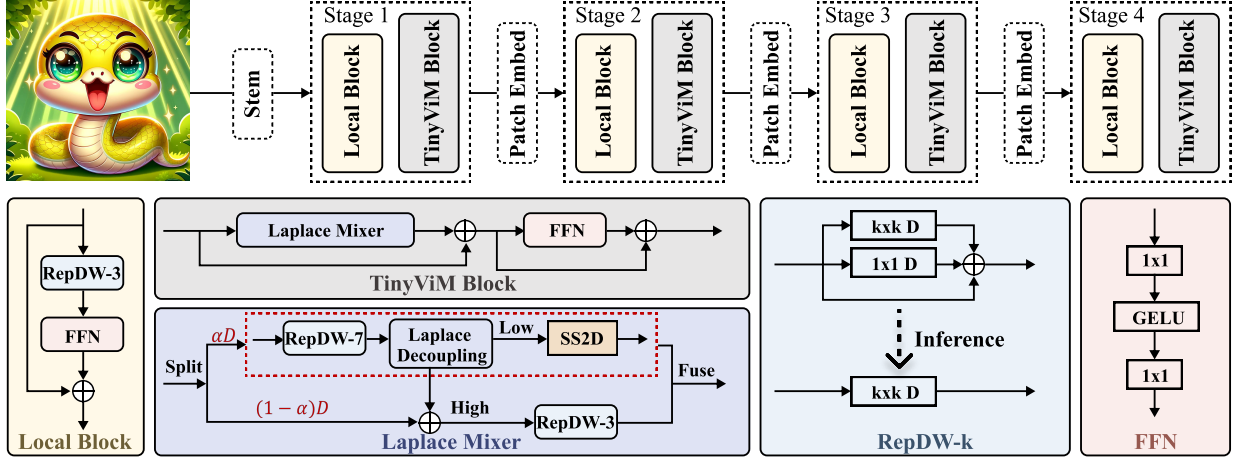 Stem
Stage 1
Local Block
TinyViM Block
Patch Embed
Stage 2
Local Block
TinyViM Block
Patch Embed
Stage 3
Local Block
TinyViM Block
Patch Embed
Stage 4
Local Block
TinyViM Block
RepDW-3
FFN
Local Block
Laplace Mixer
FFN
TinyViM Block
Split
αD
RepDW-7
Laplace
Decoupling
Low
SS2D
Fuse
(1 − α)D
High
RepDW-3
Laplace Mixer
kxk D
1x1 D
Inference
kxk D
RepDW-k
1x1
GELU
1x1
FFN